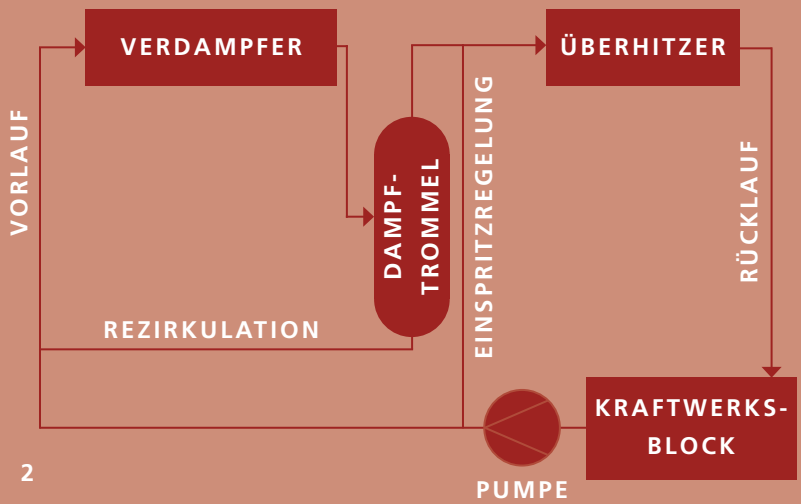 VERDAMPFER
ÜBERHITZER
VORLAUF
DAMPF-
TROMMEL
EINSPRITZREGELUNG
RÜCKLAUF
REZIRKULATION
KRAFTWERKS-
BLOCK
2
PUMPE